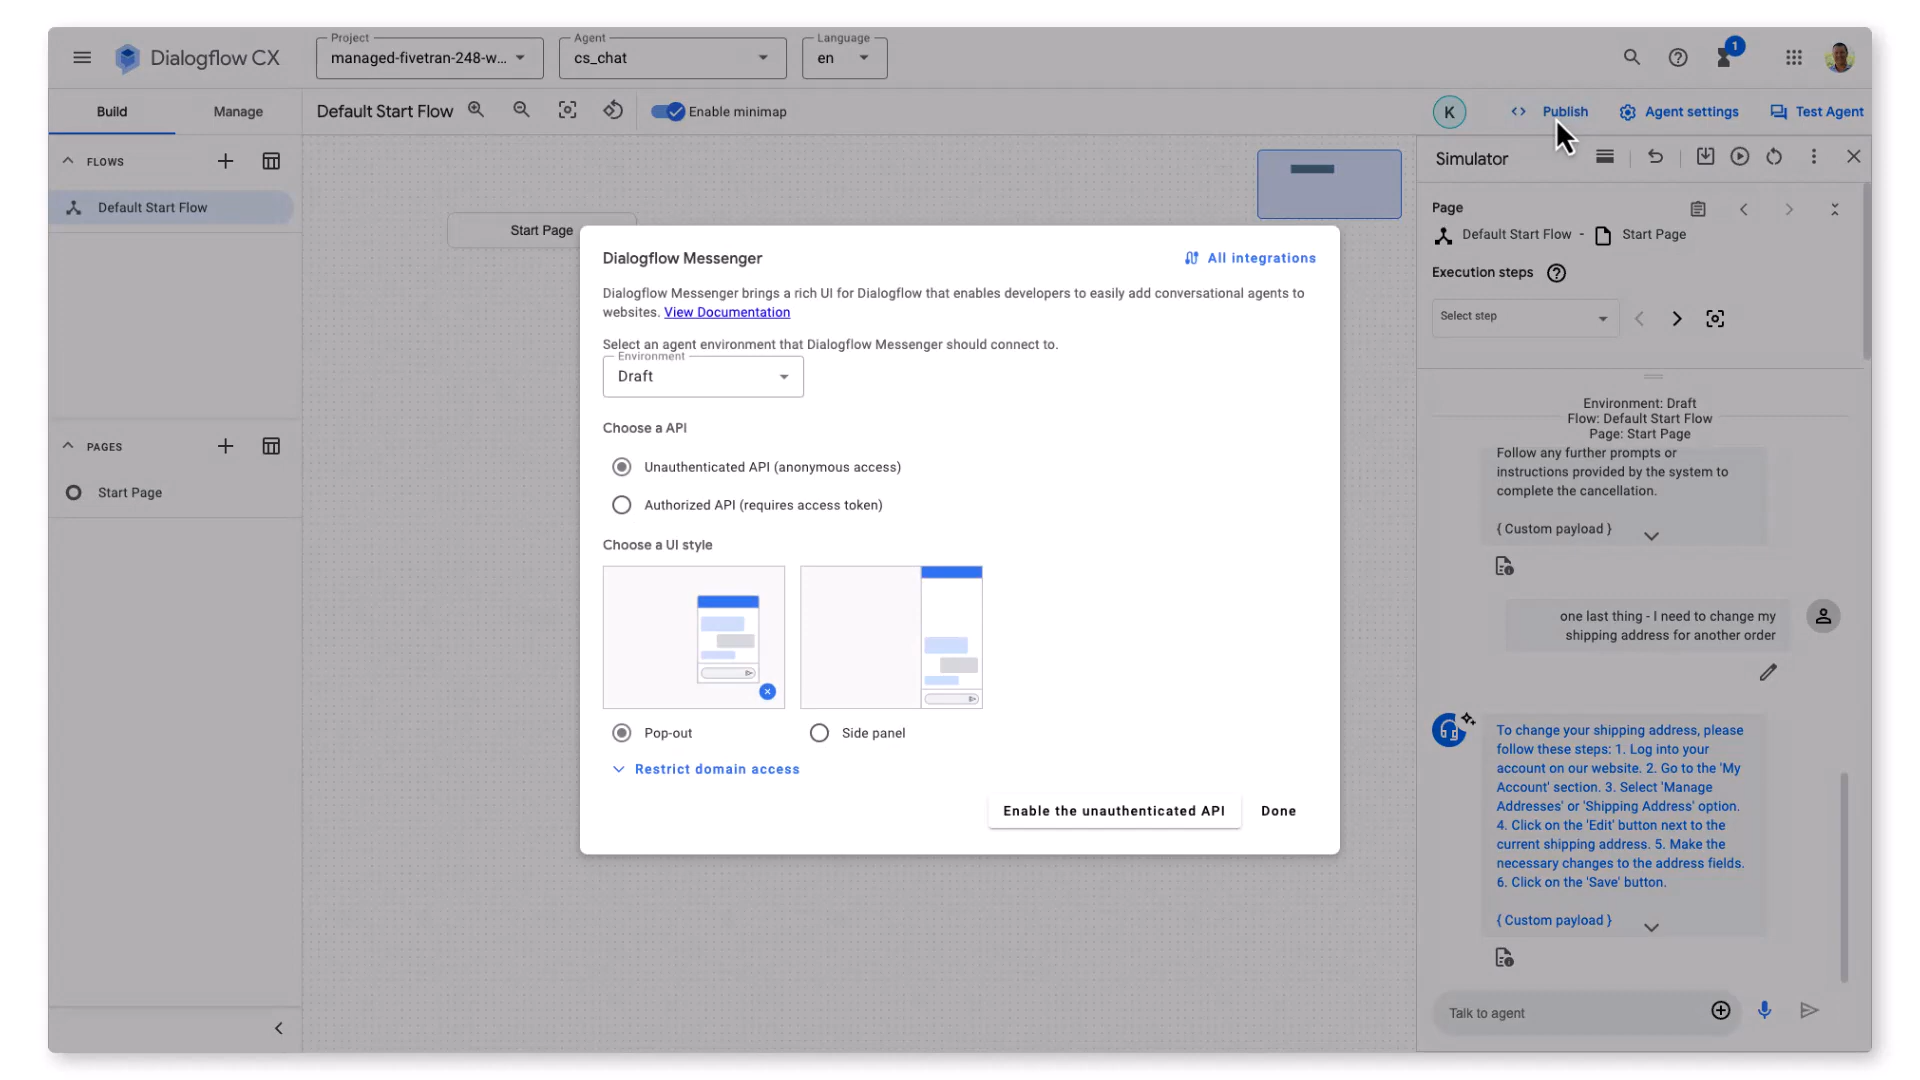 Dialogflow CX
Project
managed-fivetran-248-w...
Agent
cs_chat
Language
en
1
Build
Manage
Default Start Flow
Enable minimap
K
Publish
Agent settings
Test Agent
FLOWS
Default Start Flow
PAGES
Start Page
Start Page
Dialogflow Messenger
All integrations
Dialogflow Messenger brings a rich UI for Dialogflow that enables developers to easily add conversational agents to
websites. View Documentation
Select an agent environment that Dialogflow Messenger should connect to.
Environment
Draft
Choose a API
Unauthenticated API (anonymous access)
Authorized API (requires access token)
Choose a UI style
Pop-out
Side panel
Restrict domain access
Enable the unauthenticated API
Done
Simulator
Page
Default Start Flow - Start Page
Execution steps
Select step
Environment: Draft
Flow: Default Start Flow
Page: Start Page
Follow any further prompts or
instructions provided by the system to
complete the cancellation.
{ Custom payload }
one last thing - I need to change my
shipping address for another order
To change your shipping address, please
follow these steps: 1. Log into your
account on our website. 2. Go to the 'My
Account' section. 3. Select 'Manage
Addresses' or 'Shipping Address' option.
4. Click on the 'Edit' button next to the
current shipping address. 5. Make the
necessary changes to the address fields.
6. Click on the 'Save' button.
{ Custom payload }
Talk to agent